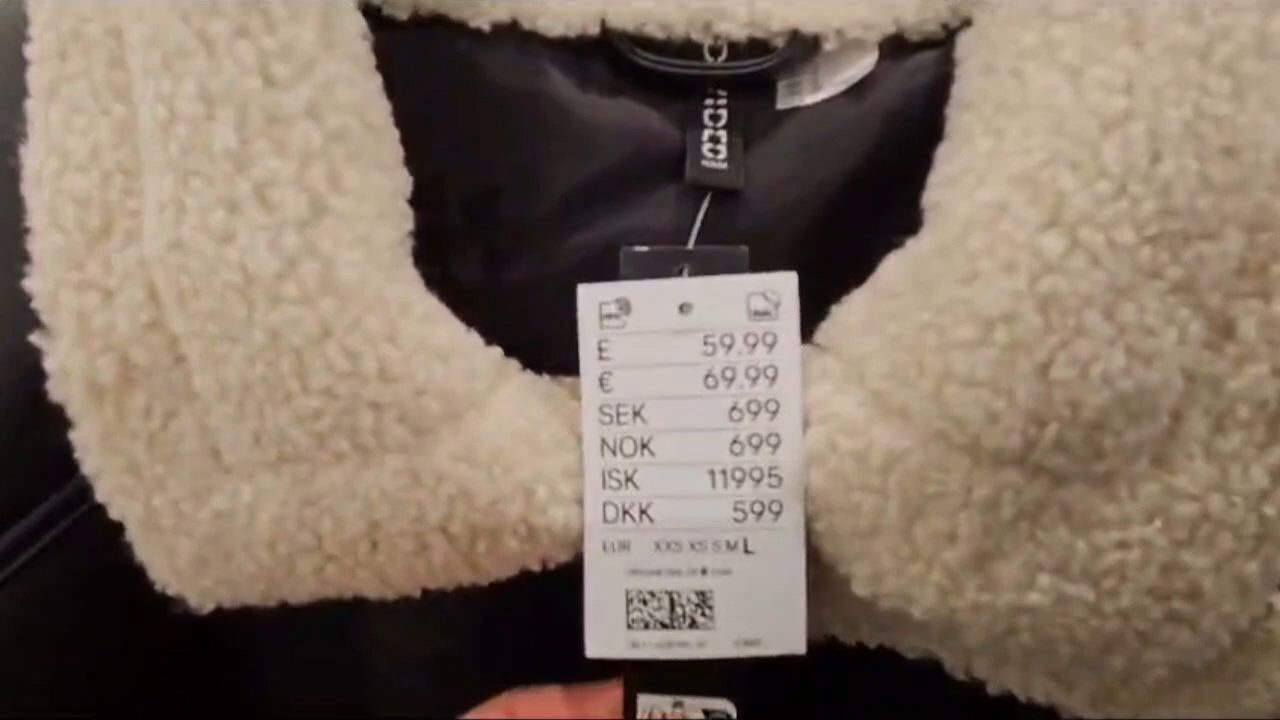 £ 59.99
€ 69.99
SEK 699
NOK 699
ISK 11995
DKK 599
EUR XXS XS S M L